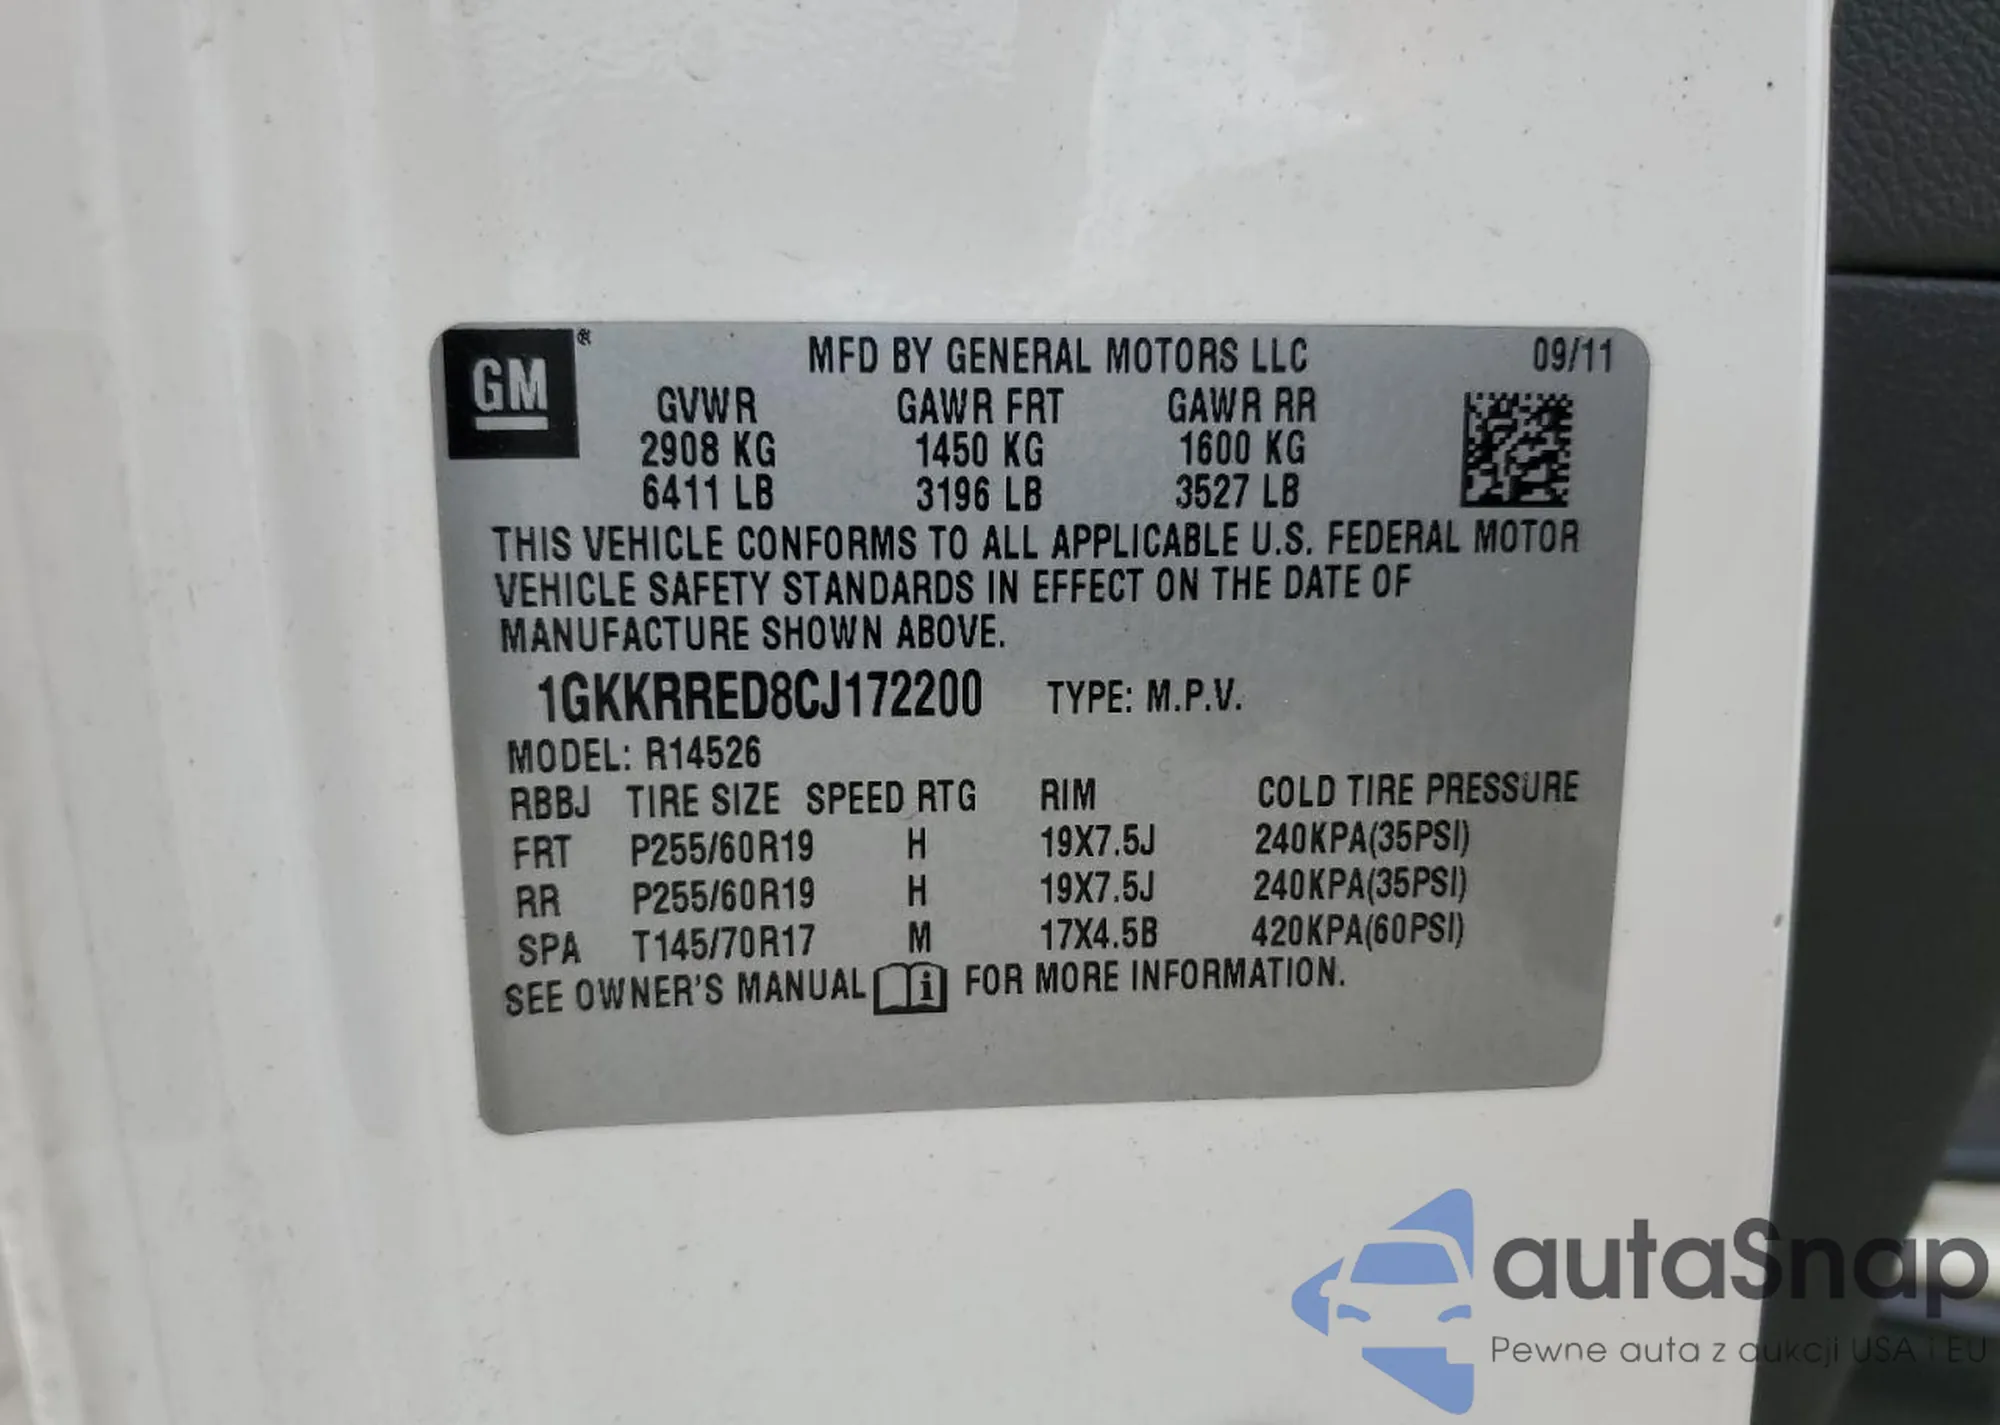 GM®
MFD BY GENERAL MOTORS LLC 09/11
GVWR GAWR FRT GAWR RR
2908 KG 1450 KG 1600 KG
6411 LB 3196 LB 3527 LB
THIS VEHICLE CONFORMS TO ALL APPLICABLE U.S. FEDERAL MOTOR
VEHICLE SAFETY STANDARDS IN EFFECT ON THE DATE OF
MANUFACTURE SHOWN ABOVE.
1GKKRRED8CJ172200 TYPE: M.P.V.
MODEL: R14526
RBBJ TIRE SIZE SPEED RTG RIM COLD TIRE PRESSURE
FRT P255/60R19 H 19X7.5J 240KPA(35PSI)
RR P255/60R19 H 19X7.5J 240KPA(35PSI)
SPA T145/70R17 M 17X4.5B 420KPA(60PSI)
SEE OWNER'S MANUAL i FOR MORE INFORMATION.
autaSnap
Pewne auta z aukcji USA i EU